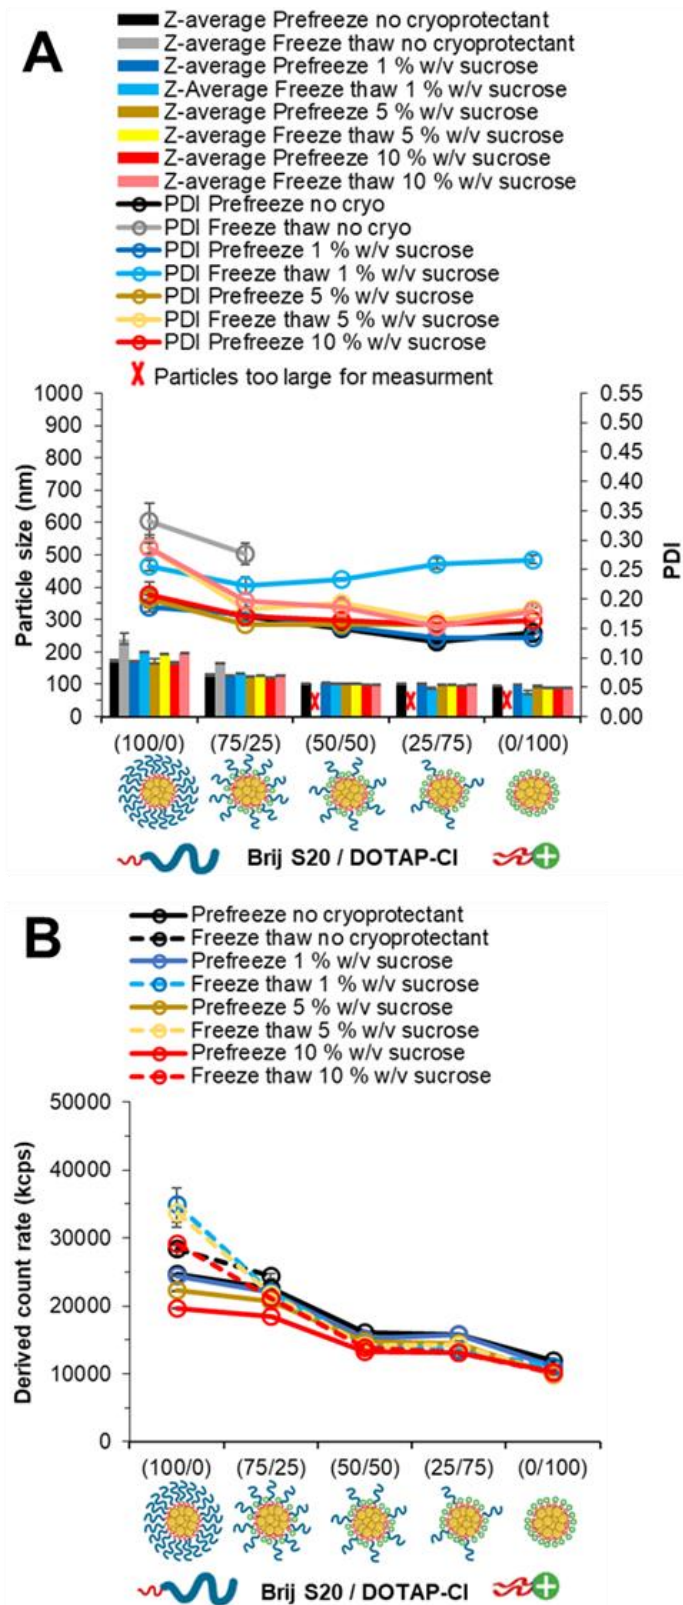 A
Z-average Prefreeze no cryoprotectant
Z-average Freeze thaw no cryoprotectant
Z-average Prefreeze 1 % w/v sucrose
Z-Average Freeze thaw 1 % w/v sucrose
Z-average Prefreeze 5 % w/v sucrose
Z-average Freeze thaw 5 % w/v sucrose
Z-average Prefreeze 10 % w/v sucrose
Z-average Freeze thaw 10 % w/v sucrose
PDI Prefreeze no cryo
PDI Freeze thaw no cryo
PDI Prefreeze 1 % w/v sucrose
PDI Freeze thaw 1 % w/v sucrose
PDI Prefreeze 5 % w/v sucrose
PDI Freeze thaw 5 % w/v sucrose
PDI Prefreeze 10 % w/v sucrose
X Particles too large for measurment
Particle size (nm)
1000
900
800
700
600
500
400
300
200
100
0
0.55
0.50
0.45
0.40
0.35
0.30
0.25
0.20
0.15
0.10
0.05
0.00
PDI
X X X
(100/0) (75/25) (50/50) (25/75) (0/100)
Brij S20 / DOTAP-Cl +
B
Prefreeze no cryoprotectant
Freeze thaw no cryoprotectant
Prefreeze 1 % w/v sucrose
Freeze thaw 1 % w/v sucrose
Prefreeze 5 % w/v sucrose
Freeze thaw 5 % w/v sucrose
Prefreeze 10 % w/v sucrose
Freeze thaw 10 % w/v sucrose
Derived count rate (kcps)
50000
40000
30000
20000
10000
0
(100/0) (75/25) (50/50) (25/75) (0/100)
Brij S20 / DOTAP-Cl +